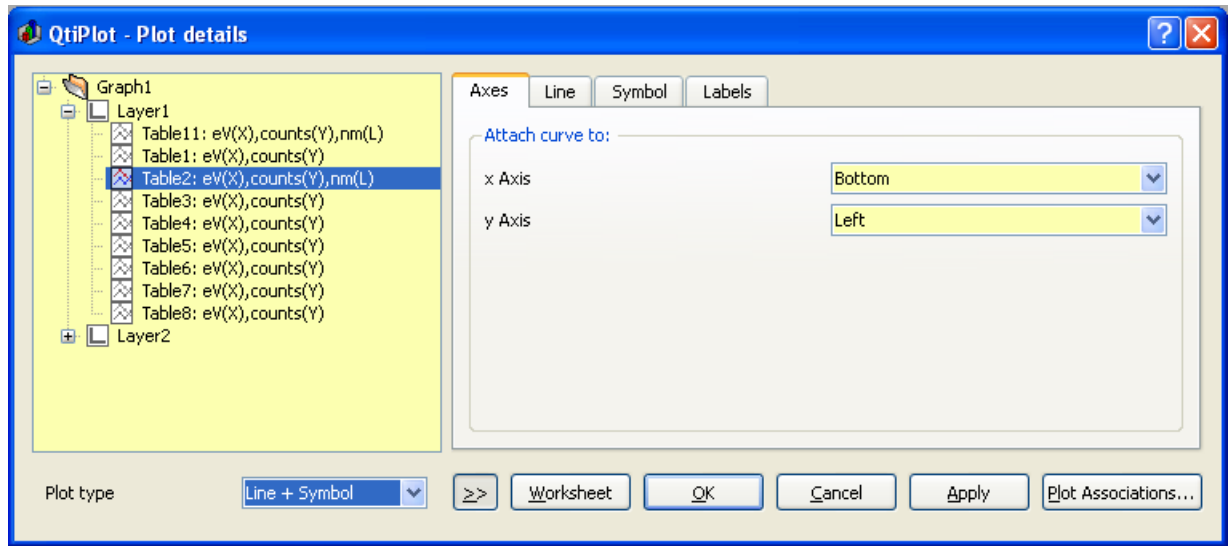 QtiPlot - Plot details
Graph1
Layer1
Table11: eV(X),counts(Y),nm(L)
Table1: eV(X),counts(Y)
Table2: eV(X),counts(Y),nm(L)
Table3: eV(X),counts(Y)
Table4: eV(X),counts(Y)
Table5: eV(X),counts(Y)
Table6: eV(X),counts(Y)
Table7: eV(X),counts(Y)
Table8: eV(X),counts(Y)
Layer2
Axes Line Symbol Labels
Attach curve to:
x Axis Bottom
y Axis Left
Plot type Line + Symbol >> Worksheet OK Cancel Apply Plot Associations...